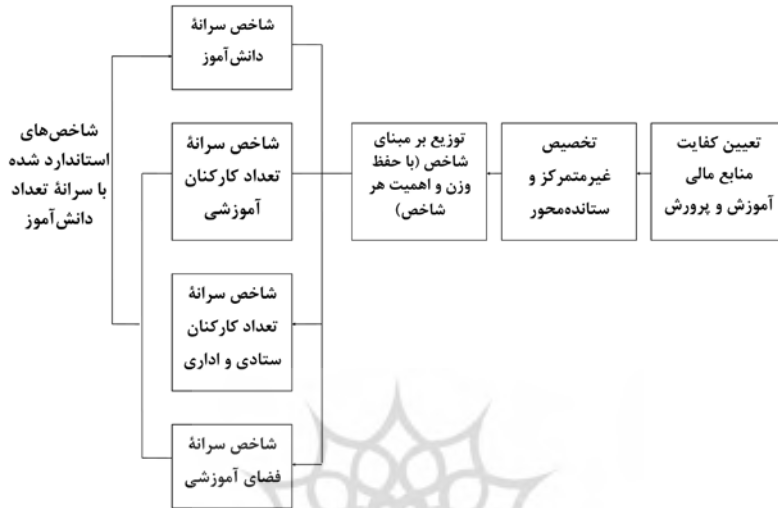 تعیین کفایت
منابع مالی
آموزش و پرورش
تخصیص
غیرمتمرکز و
ستانده‌محور
توزیع بر مبنای
شاخص (با حفظ
وزن و اهمیت هر
شاخص)
شاخص سرانهٔ
دانش‌آموز
شاخص سرانهٔ
تعداد کارکنان
آموزشی
شاخص سرانهٔ
تعداد کارکنان
ستادی و اداری
شاخص سرانهٔ
فضای آموزشی
شاخص‌های
استاندارد شده
با سرانهٔ تعداد
دانش‌آموز